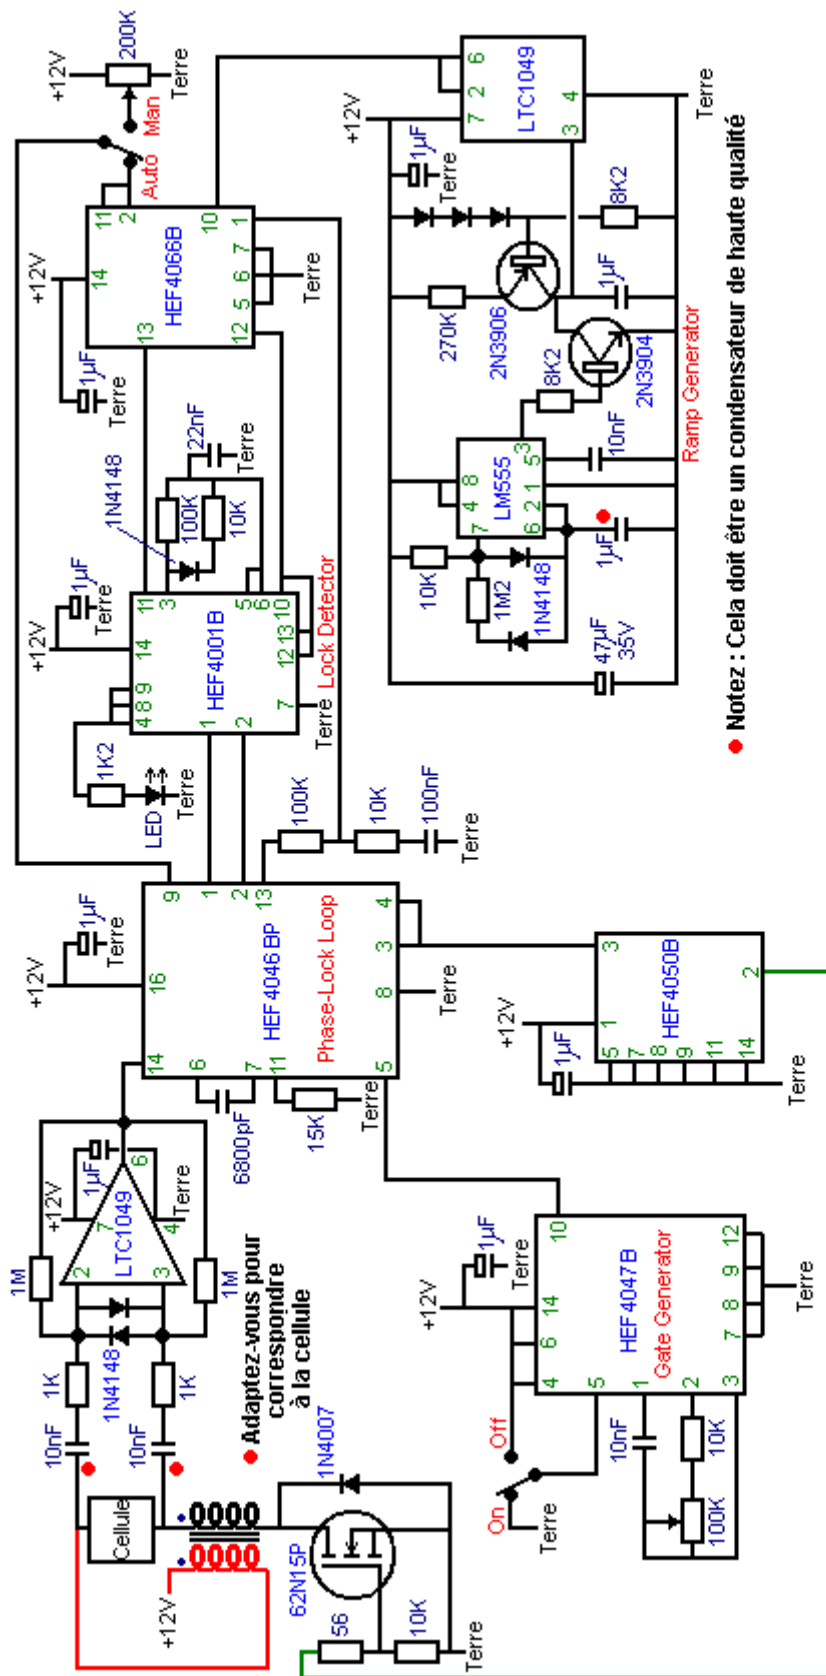 +12V
Cellule
10nF
10nF
1K
1K
1N4148
1M
1M
+12V
1µF
7
2
3
6
4
LTC1049
Terre
Adaptez-vous pour
correspondre
à la cellule
62N15P
1N4007
56
10K
Terre
+12V
1µF
Terre
14
16
9
6
7
11
5
8
3
4
1
2
13
HEF4046BP
Phase-Lock Loop
6800pF
15K
Terre
Terre
100K
10K
100nF
Terre
LED
1K2
Terre
+12V
1µF
Terre
4
8
9
14
11
3
1
2
5
6
10
7
12
13
HEF4001B
Lock Detector
Terre
1N4148
100K
10K
22nF
Terre
+12V
1µF
Terre
14
11
2
13
10
12
5
6
7
1
HEF4066B
Terre
Auto
Man
+12V
200K
Terre
On
Off
Terre
+12V
1µF
Terre
4
6
14
10
5
1
2
3
7
8
9
12
HEF4047B
Gate Generator
10nF
10K
100K
Terre
+12V
1µF
1
3
5
7
8
9
11
14
2
HEF4050B
Terre
47µF
35V
10K
1M2
1N4148
4
8
7
3
6
2
1
5
LM555
1µF
10nF
8K2
2N3904
270K
2N3906
1µF
8K2
1µF
Terre
+12V
7
2
6
3
4
LTC1049
Terre
Ramp Generator
Notez : Cela doit être un condensateur de haute qualité